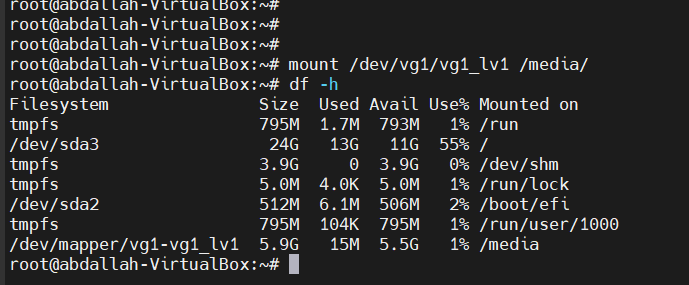 root@abdallah-VirtualBox:~#
root@abdallah-VirtualBox:~#
root@abdallah-VirtualBox:~#
root@abdallah-VirtualBox:~# mount /dev/vg1/vg1_lv1 /media/
root@abdallah-VirtualBox:~# df -h
Filesystem               Size  Used Avail Use% Mounted on
tmpfs                    795M  1.7M  793M   1% /run
/dev/sda3                 24G   13G   11G  55% /
tmpfs                    3.9G     0  3.9G   0% /dev/shm
tmpfs                    5.0M  4.0K  5.0M   1% /run/lock
/dev/sda2                512M  6.1M  506M   2% /boot/efi
tmpfs                    795M  104K  795M   1% /run/user/1000
/dev/mapper/vg1-vg1_lv1  5.9G   15M  5.5G   1% /media
root@abdallah-VirtualBox:~#